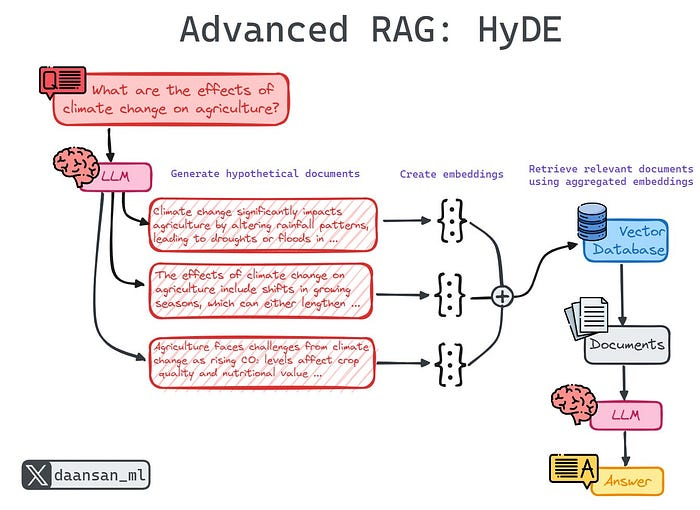 Advanced RAG: HyDE
Q
What are the effects of
climate change on agriculture?
LLM
Generate hypothetical documents
Create embeddings
Retrieve relevant documents
using aggregated embeddings
Climate change significantly impacts
agriculture by altering rainfall patterns,
leading to droughts or floods in ...
{:}
The effects of climate change on
agriculture include shifts in growing
seasons, which can either lengthen ...
{:}
Agriculture faces challenges from climate
change as rising CO₂ levels affect crop
quality and nutritional value ...
{:}
+
Vector
Database
Documents
LLM
A
Answer
X daansan_ml